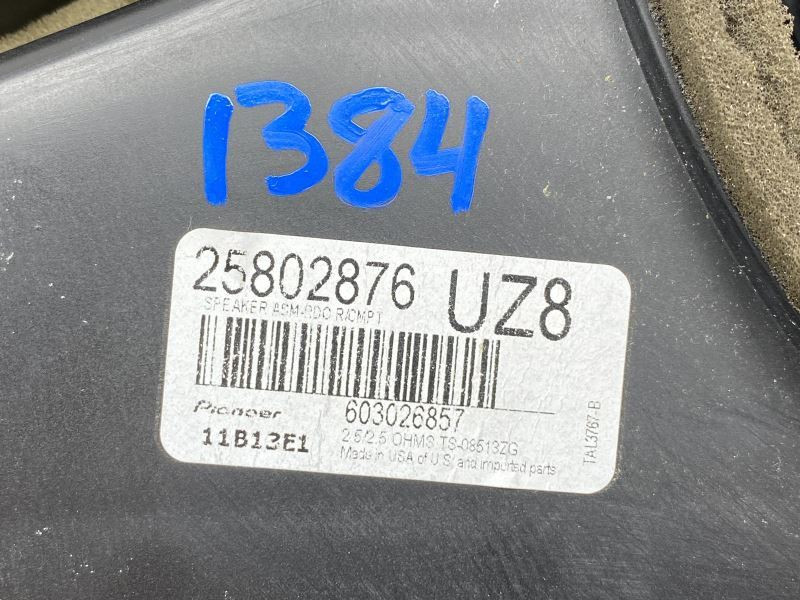 1384
25802876 UZ8
SPEAKER ASM-RDO R/CMPT
Pioneer 603026857
11B13E1 2.5/2.5 OHMS TS-08513ZG
Made in USA of U.S. and imported parts
TAL3767-B